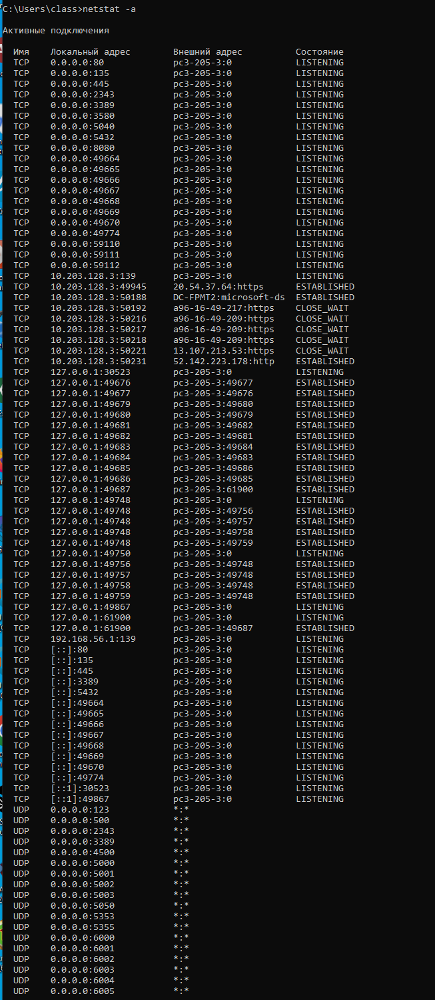 C:\Users\class>netstat -a
Активные подключения
Имя Локальный адрес Внешний адрес Состояние
TCP 0.0.0.0:80 pc3-205-3:0 LISTENING
TCP 0.0.0.0:135 pc3-205-3:0 LISTENING
TCP 0.0.0.0:445 pc3-205-3:0 LISTENING
TCP 0.0.0.0:2343 pc3-205-3:0 LISTENING
TCP 0.0.0.0:3389 pc3-205-3:0 LISTENING
TCP 0.0.0.0:3580 pc3-205-3:0 LISTENING
TCP 0.0.0.0:5040 pc3-205-3:0 LISTENING
TCP 0.0.0.0:5432 pc3-205-3:0 LISTENING
TCP 0.0.0.0:8080 pc3-205-3:0 LISTENING
TCP 0.0.0.0:49664 pc3-205-3:0 LISTENING
TCP 0.0.0.0:49665 pc3-205-3:0 LISTENING
TCP 0.0.0.0:49666 pc3-205-3:0 LISTENING
TCP 0.0.0.0:49667 pc3-205-3:0 LISTENING
TCP 0.0.0.0:49668 pc3-205-3:0 LISTENING
TCP 0.0.0.0:49669 pc3-205-3:0 LISTENING
TCP 0.0.0.0:49670 pc3-205-3:0 LISTENING
TCP 0.0.0.0:49774 pc3-205-3:0 LISTENING
TCP 0.0.0.0:59110 pc3-205-3:0 LISTENING
TCP 0.0.0.0:59111 pc3-205-3:0 LISTENING
TCP 0.0.0.0:59112 pc3-205-3:0 LISTENING
TCP 10.203.128.3:139 pc3-205-3:0 LISTENING
TCP 10.203.128.3:49945 20.54.37.64:https ESTABLISHED
TCP 10.203.128.3:50188 DC-FPMT2:microsoft-ds ESTABLISHED
TCP 10.203.128.3:50192 a96-16-49-217:https CLOSE_WAIT
TCP 10.203.128.3:50216 a96-16-49-209:https CLOSE_WAIT
TCP 10.203.128.3:50217 a96-16-49-209:https CLOSE_WAIT
TCP 10.203.128.3:50218 a96-16-49-209:https CLOSE_WAIT
TCP 10.203.128.3:50221 13.107.213.53:https CLOSE_WAIT
TCP 10.203.128.3:50231 52.142.223.178:http ESTABLISHED
TCP 127.0.0.1:30523 pc3-205-3:0 LISTENING
TCP 127.0.0.1:49676 pc3-205-3:49677 ESTABLISHED
TCP 127.0.0.1:49677 pc3-205-3:49676 ESTABLISHED
TCP 127.0.0.1:49679 pc3-205-3:49680 ESTABLISHED
TCP 127.0.0.1:49680 pc3-205-3:49679 ESTABLISHED
TCP 127.0.0.1:49681 pc3-205-3:49682 ESTABLISHED
TCP 127.0.0.1:49682 pc3-205-3:49681 ESTABLISHED
TCP 127.0.0.1:49683 pc3-205-3:49684 ESTABLISHED
TCP 127.0.0.1:49684 pc3-205-3:49683 ESTABLISHED
TCP 127.0.0.1:49685 pc3-205-3:49686 ESTABLISHED
TCP 127.0.0.1:49686 pc3-205-3:49685 ESTABLISHED
TCP 127.0.0.1:49687 pc3-205-3:61900 ESTABLISHED
TCP 127.0.0.1:49748 pc3-205-3:0 LISTENING
TCP 127.0.0.1:49748 pc3-205-3:49756 ESTABLISHED
TCP 127.0.0.1:49748 pc3-205-3:49757 ESTABLISHED
TCP 127.0.0.1:49748 pc3-205-3:49758 ESTABLISHED
TCP 127.0.0.1:49748 pc3-205-3:49759 ESTABLISHED
TCP 127.0.0.1:49750 pc3-205-3:0 LISTENING
TCP 127.0.0.1:49756 pc3-205-3:49748 ESTABLISHED
TCP 127.0.0.1:49757 pc3-205-3:49748 ESTABLISHED
TCP 127.0.0.1:49758 pc3-205-3:49748 ESTABLISHED
TCP 127.0.0.1:49759 pc3-205-3:49748 ESTABLISHED
TCP 127.0.0.1:49867 pc3-205-3:0 LISTENING
TCP 127.0.0.1:61900 pc3-205-3:0 LISTENING
TCP 127.0.0.1:61900 pc3-205-3:49687 ESTABLISHED
TCP 192.168.56.1:139 pc3-205-3:0 LISTENING
TCP [::]:80 pc3-205-3:0 LISTENING
TCP [::]:135 pc3-205-3:0 LISTENING
TCP [::]:445 pc3-205-3:0 LISTENING
TCP [::]:3389 pc3-205-3:0 LISTENING
TCP [::]:5432 pc3-205-3:0 LISTENING
TCP [::]:49664 pc3-205-3:0 LISTENING
TCP [::]:49665 pc3-205-3:0 LISTENING
TCP [::]:49666 pc3-205-3:0 LISTENING
TCP [::]:49667 pc3-205-3:0 LISTENING
TCP [::]:49668 pc3-205-3:0 LISTENING
TCP [::]:49669 pc3-205-3:0 LISTENING
TCP [::]:49670 pc3-205-3:0 LISTENING
TCP [::]:49774 pc3-205-3:0 LISTENING
TCP [::1]:30523 pc3-205-3:0 LISTENING
TCP [::1]:49867 pc3-205-3:0 LISTENING
UDP 0.0.0.0:123 *:*
UDP 0.0.0.0:500 *:*
UDP 0.0.0.0:2343 *:*
UDP 0.0.0.0:3389 *:*
UDP 0.0.0.0:4500 *:*
UDP 0.0.0.0:5000 *:*
UDP 0.0.0.0:5001 *:*
UDP 0.0.0.0:5002 *:*
UDP 0.0.0.0:5003 *:*
UDP 0.0.0.0:5050 *:*
UDP 0.0.0.0:5353 *:*
UDP 0.0.0.0:5355 *:*
UDP 0.0.0.0:6000 *:*
UDP 0.0.0.0:6001 *:*
UDP 0.0.0.0:6002 *:*
UDP 0.0.0.0:6003 *:*
UDP 0.0.0.0:6004 *:*
UDP 0.0.0.0:6005 *:*